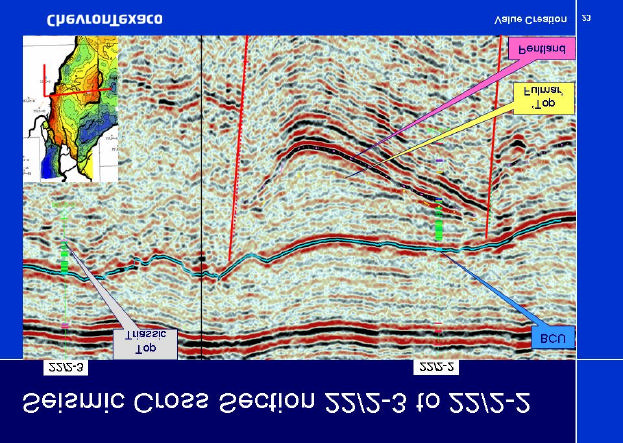 Seismic Cross Section 22/2-3 to 22/2-2
22/2-3
22/2-2
BCU
Top
Triassic
'Top
Fulmar'
Pentland
ChevronTexaco
Value Creation
23